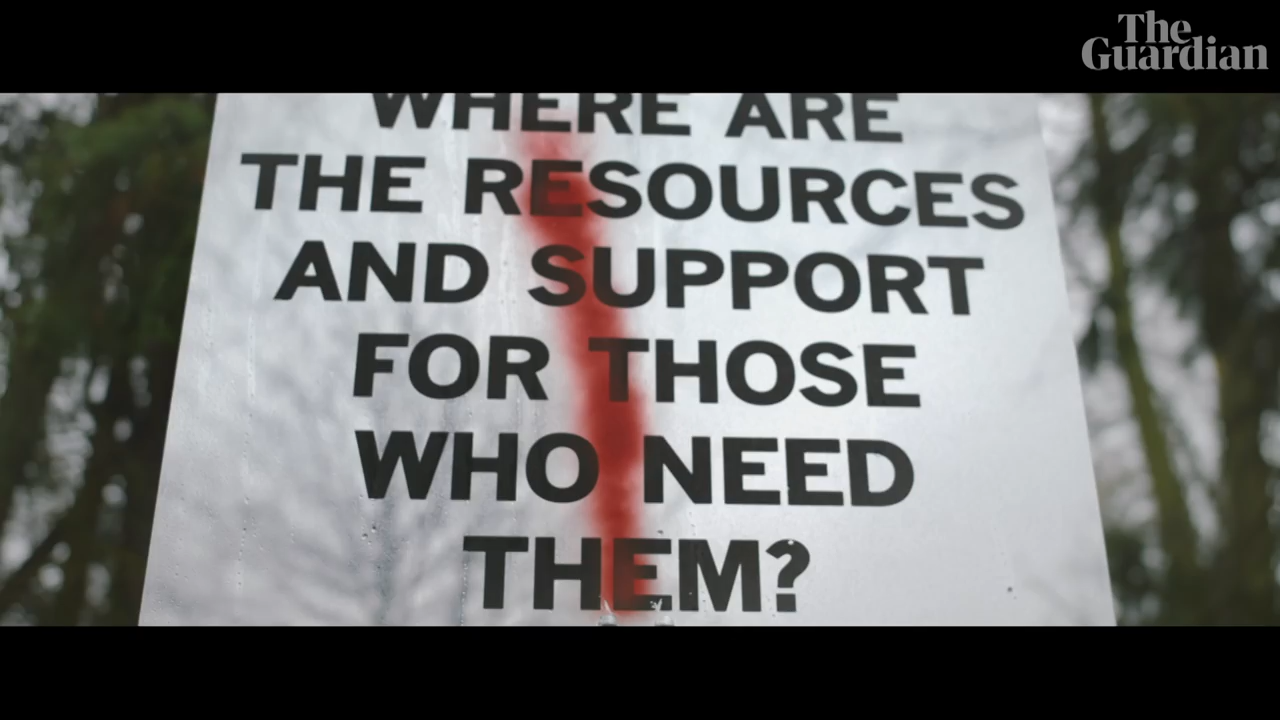 The
Guardian
WHERE ARE
THE RESOURCES
AND SUPPORT
FOR THOSE
WHO NEED
THEM?